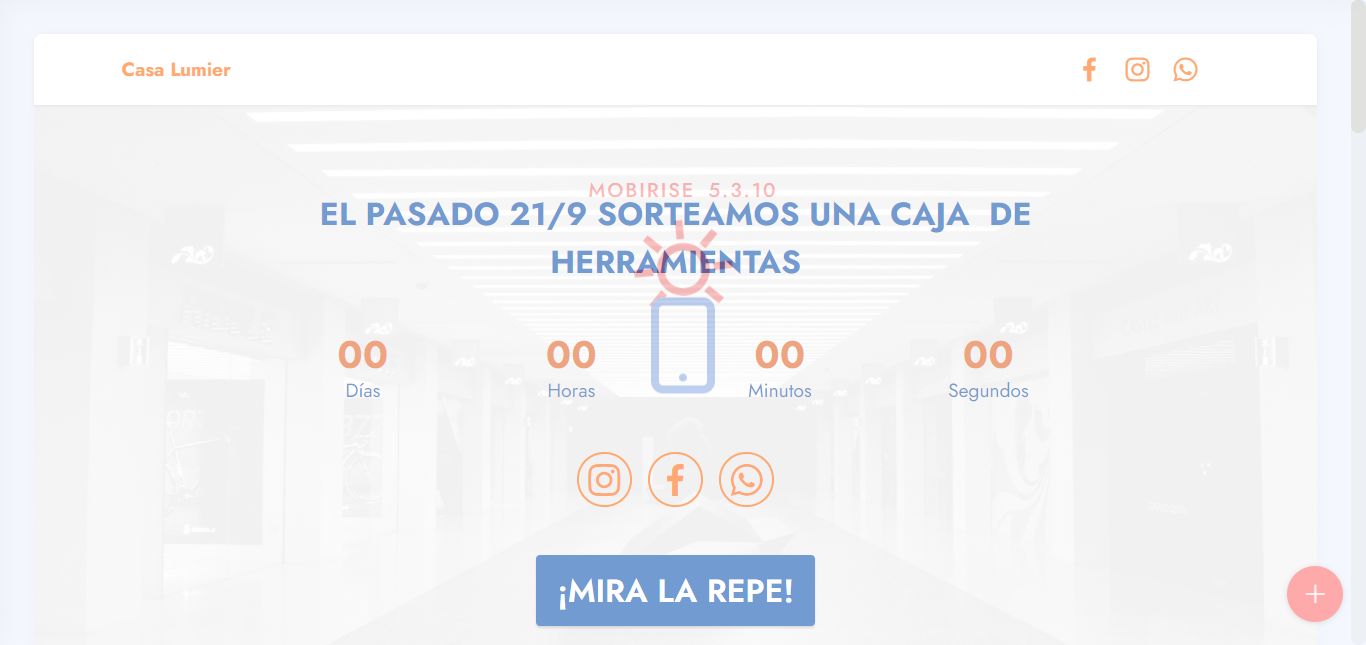 Casa Lumier
MOBIRISE 5.3.10
EL PASADO 21/9 SORTEAMOS UNA CAJA DE
HERRAMIENTAS
00 00 00 00
Días Horas Minutos Segundos
¡MIRA LA REPE!